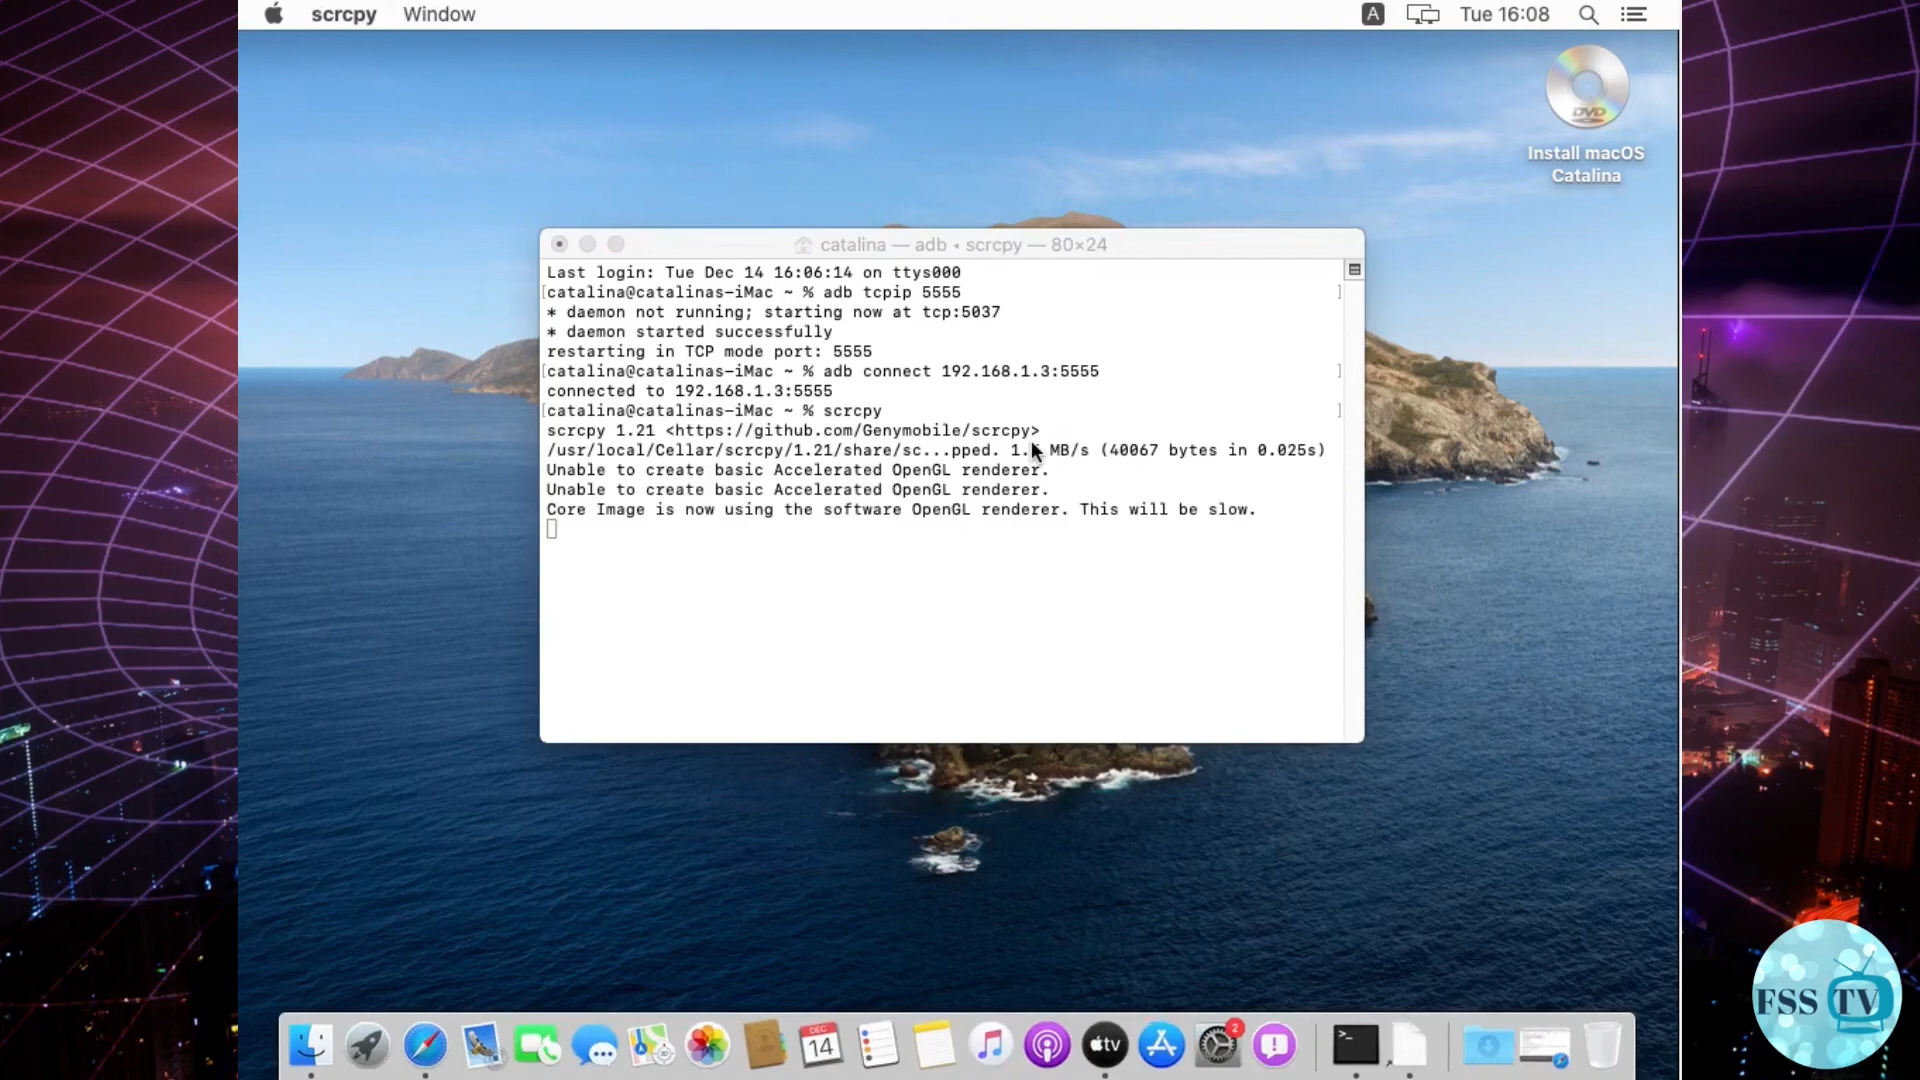 scrcpy Window
A
Tue 16:08
DVD
Install macOS
Catalina
catalina — adb • scrcpy — 80×24
Last login: Tue Dec 14 16:06:14 on ttys000
[catalina@catalinas-iMac ~ % adb tcpip 5555 ]
* daemon not running; starting now at tcp:5037
* daemon started successfully
restarting in TCP mode port: 5555
[catalina@catalinas-iMac ~ % adb connect 192.168.1.3:5555 ]
connected to 192.168.1.3:5555
[catalina@catalinas-iMac ~ % scrcpy ]
scrcpy 1.21 <https://github.com/Genymobile/scrcpy>
/usr/local/Cellar/scrcpy/1.21/share/sc...pped. MB/s (40067 bytes in 0.025s)
Unable to create basic Accelerated OpenGL renderer.
Unable to create basic Accelerated OpenGL renderer.
Core Image is now using the software OpenGL renderer. This will be slow.
DEC
14
tv
2
>_
FSS TV